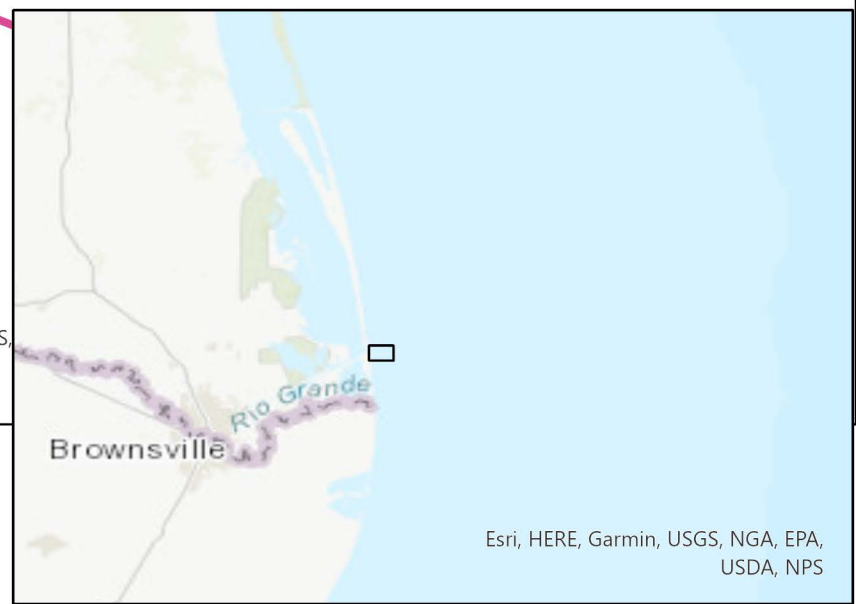 S,
Rio Grande
Brownsville
Esri, HERE, Garmin, USGS, NGA, EPA,
USDA, NPS